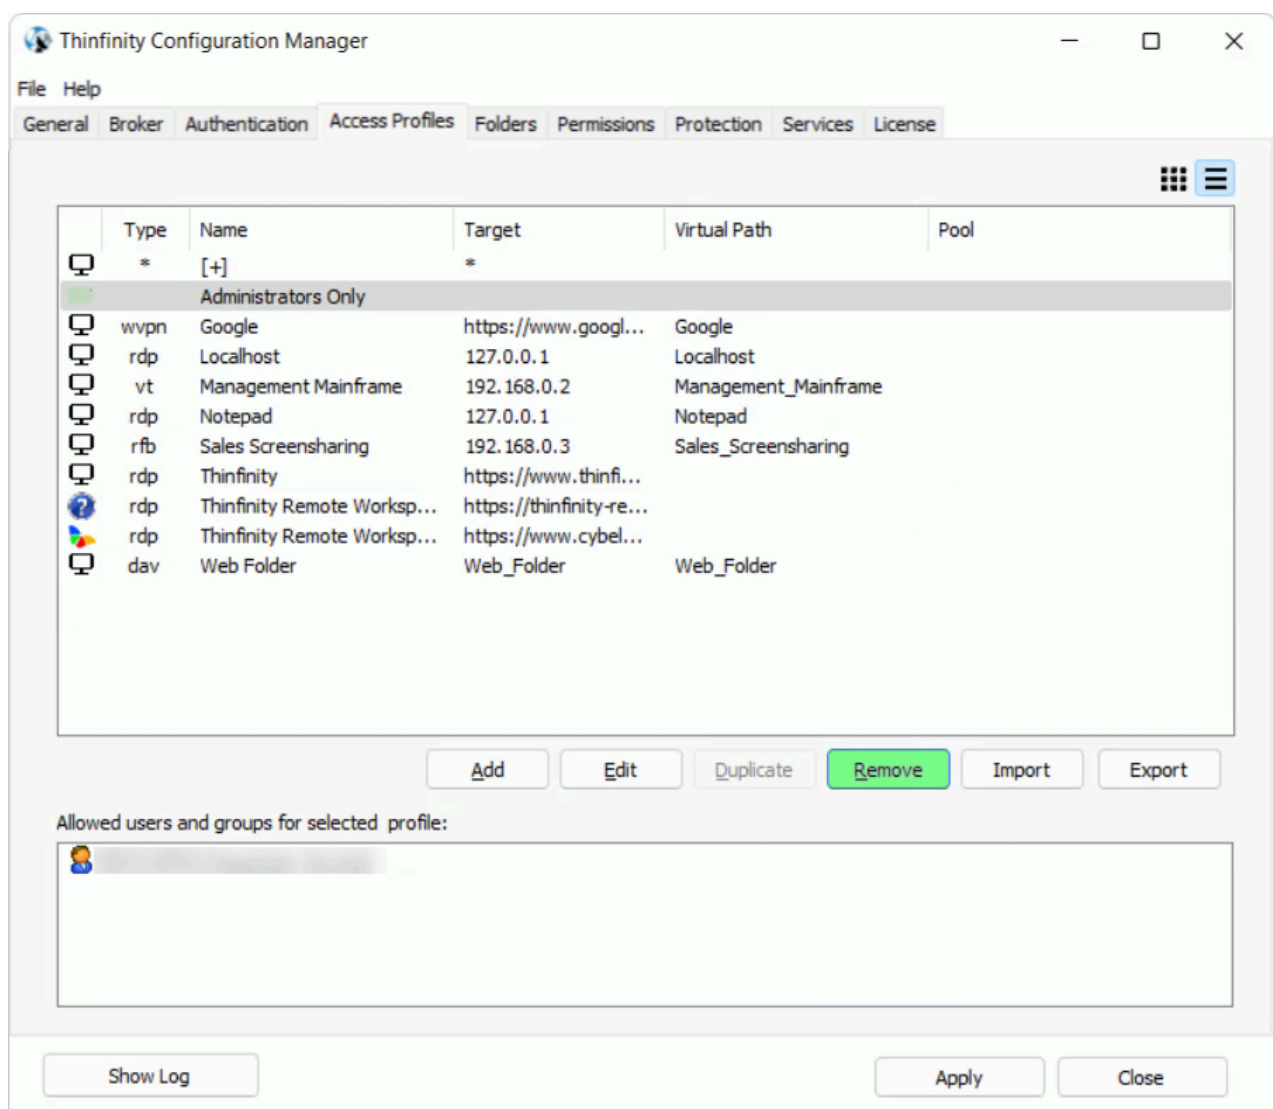 Thinfinity Configuration Manager
File Help
General Broker Authentication Access Profiles Folders Permissions Protection Services License
Type Name Target Virtual Path Pool
* [+] *
Administrators Only
wvpn Google https://www.googl... Google
rdp Localhost 127.0.0.1 Localhost
vt Management Mainframe 192.168.0.2 Management_Mainframe
rdp Notepad 127.0.0.1 Notepad
rfb Sales Screensharing 192.168.0.3 Sales_Screensharing
rdp Thinfinity https://www.thinfi...
rdp Thinfinity Remote Worksp... https://thinfinity-re...
rdp Thinfinity Remote Worksp... https://www.cybel...
dav Web Folder Web_Folder Web_Folder
Add Edit Duplicate Remove Import Export
Allowed users and groups for selected profile:
Show Log Apply Close